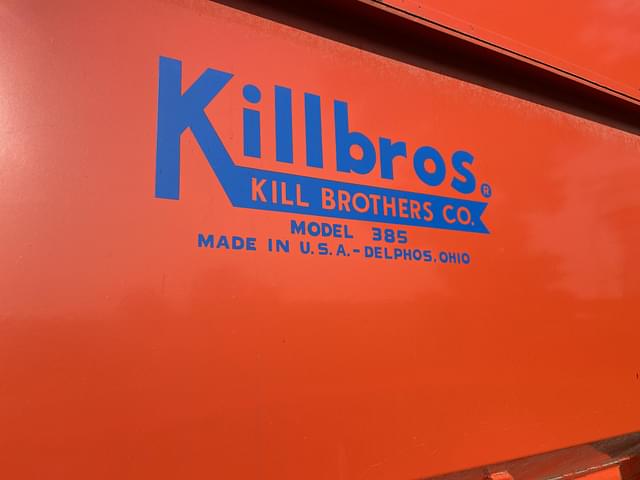 Killbros®
KILL BROTHERS CO.
MODEL 385
MADE IN U.S.A.-DELPHOS, OHIO